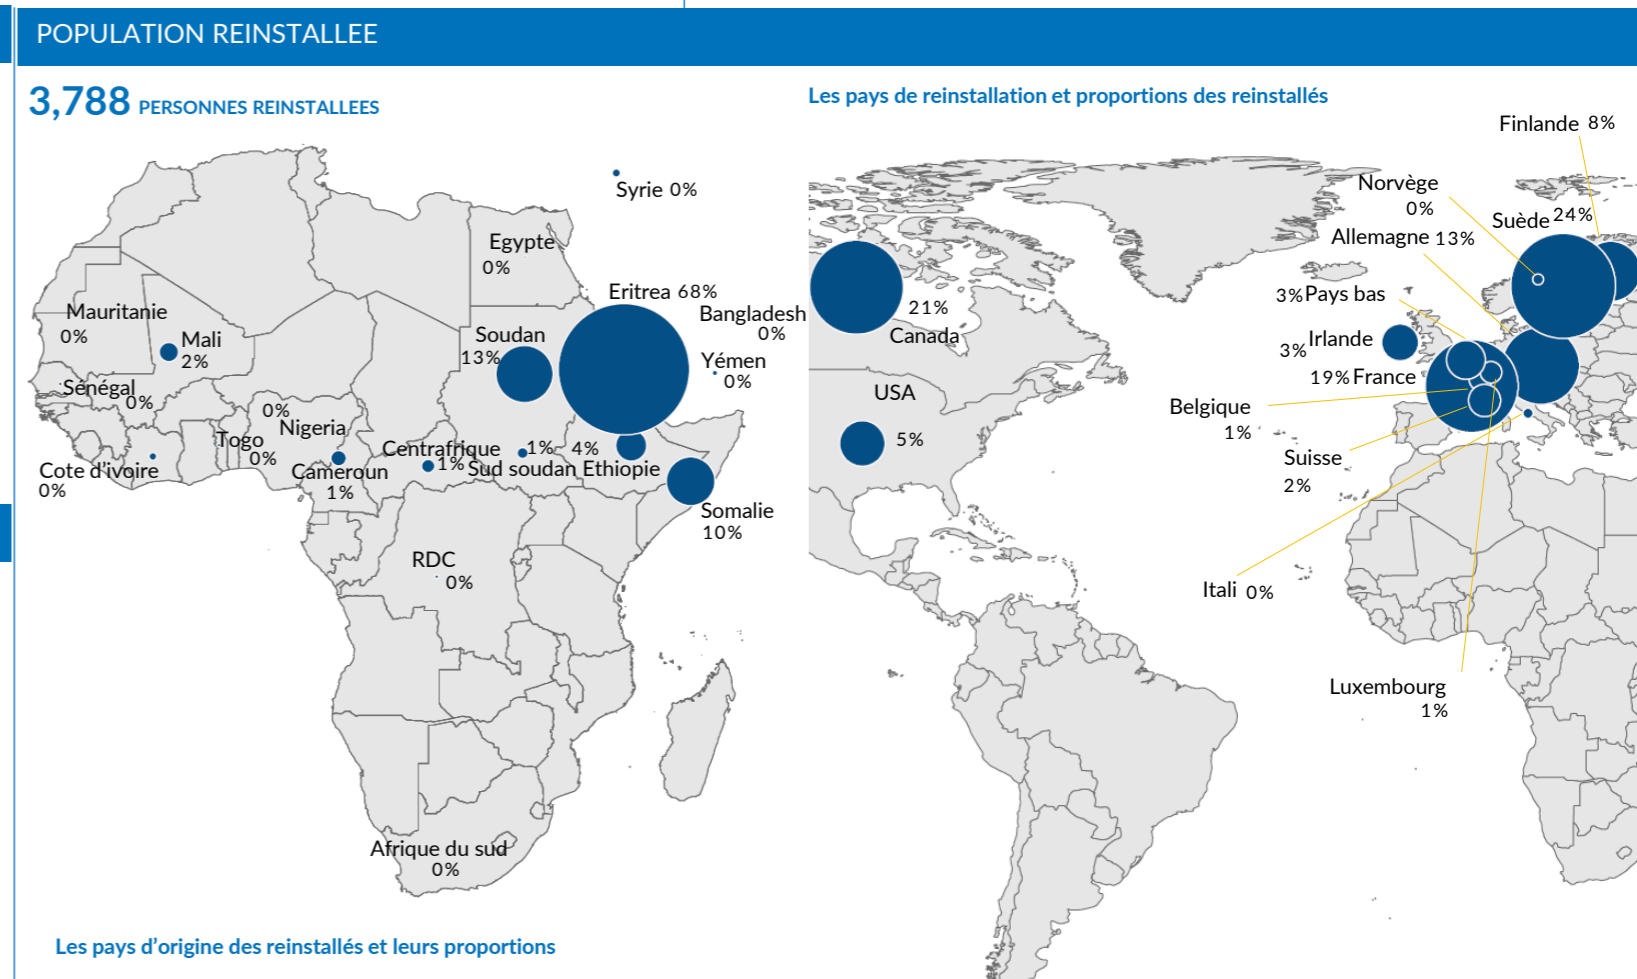 POPULATION REINSTALLEE
3,788 PERSONNES REINSTALLEES
Syrie 0%
Egypte
0%
Eritrea 68%
Bangladesh
0%
Mauritanie
0%
Mali
2%
Soudan
13%
Yémen
0%
Sénégal
0%
0%
Nigeria
Togo
0%
Centrafrique
1%
1%
Sud soudan
4%
Ethiopie
Cote d'ivoire
0%
Cameroun
1%
Somalie
10%
RDC
0%
Afrique du sud
0%
Les pays d'origine des reinstallés et leurs proportions
Les pays de reinstallation et proportions des reinstallés
Finlande 8%
Norvège
0%
Suède 24%
Allemagne 13%
3% Pays bas
21%
Canada
Irlande
3%
19% France
USA
5%
Belgique
1%
Suisse
2%
Itali 0%
Luxembourg
1%